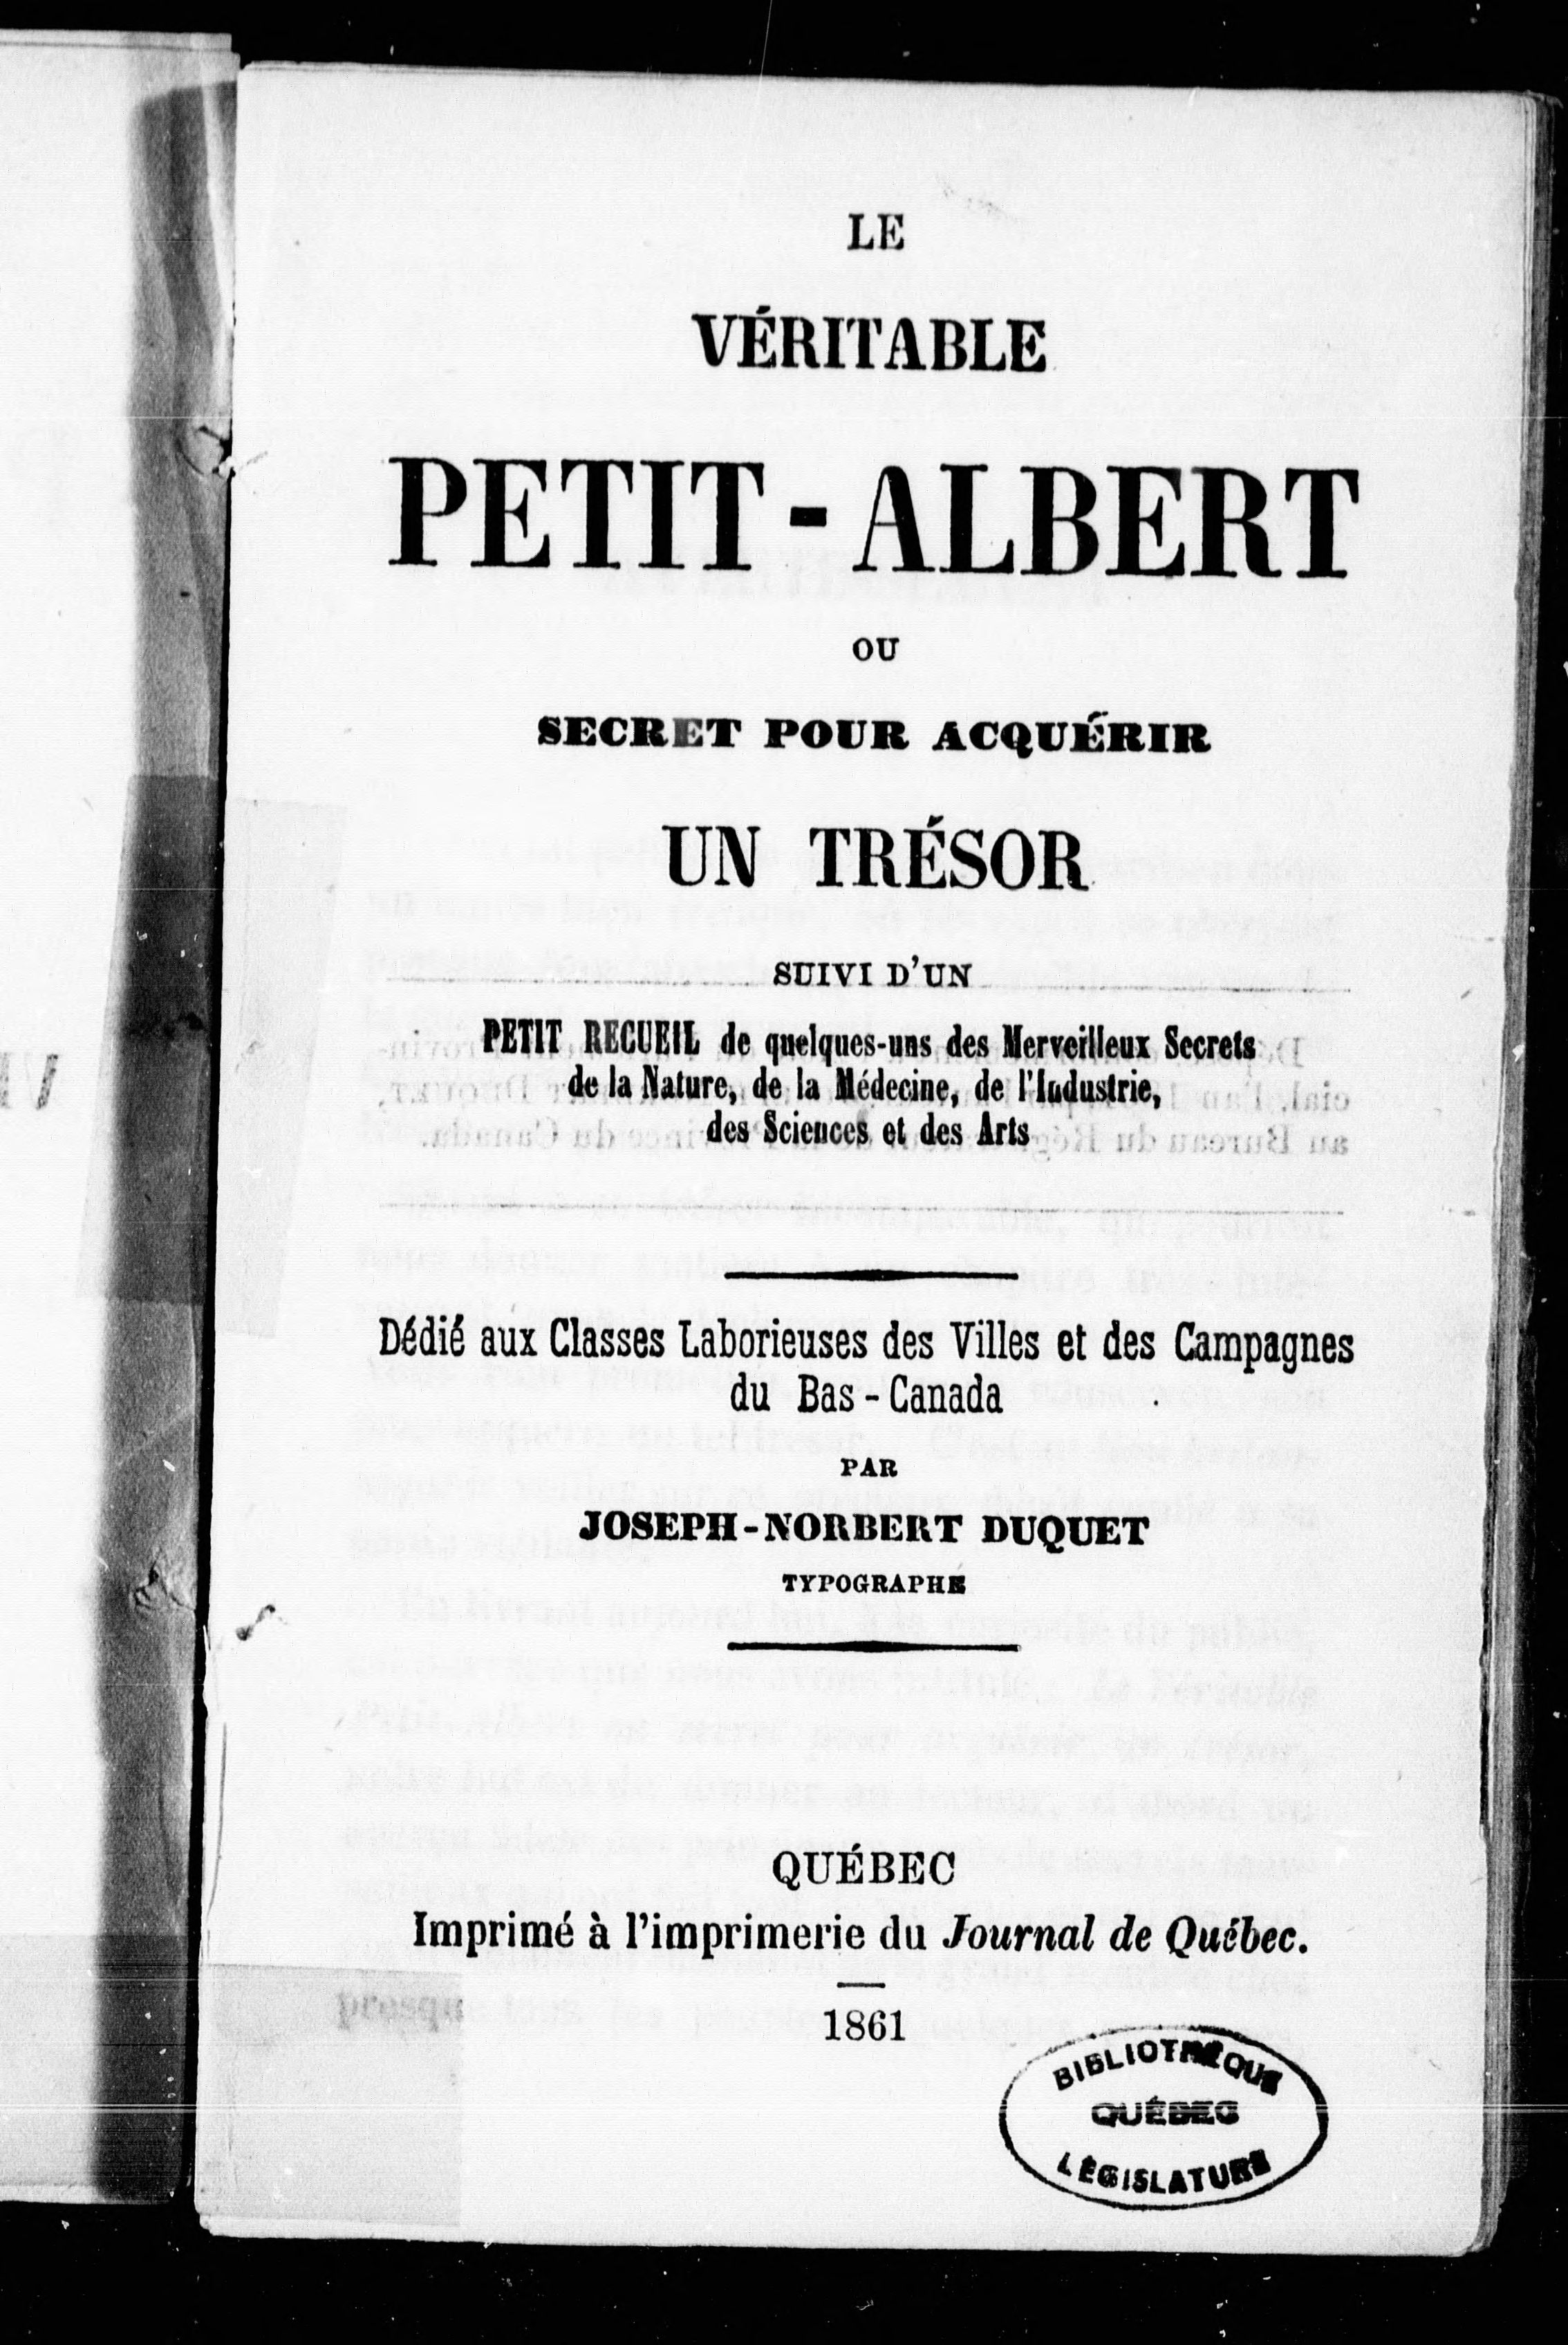 LE
VÉRITABLE
PETIT-ALBERT
OU
SECRET POUR ACQUÉRIR
UN TRÉSOR
SUIVI D'UN
PETIT RECUEIL de quelques-uns des Merveilleux Secrets
de la Nature, de la Médecine, de l'Industrie,
des Sciences et des Arts
Dédié aux Classes Laborieuses des Villes et des Campagnes
du Bas-Canada
PAR
JOSEPH-NORBERT DUQUET
TYPOGRAPHE
QUÉBEC
Imprimé à l'imprimerie du Journal de Québec.
1861
BIBLIOTHÈQUE
QUÉBEC
LÉGISLATURE